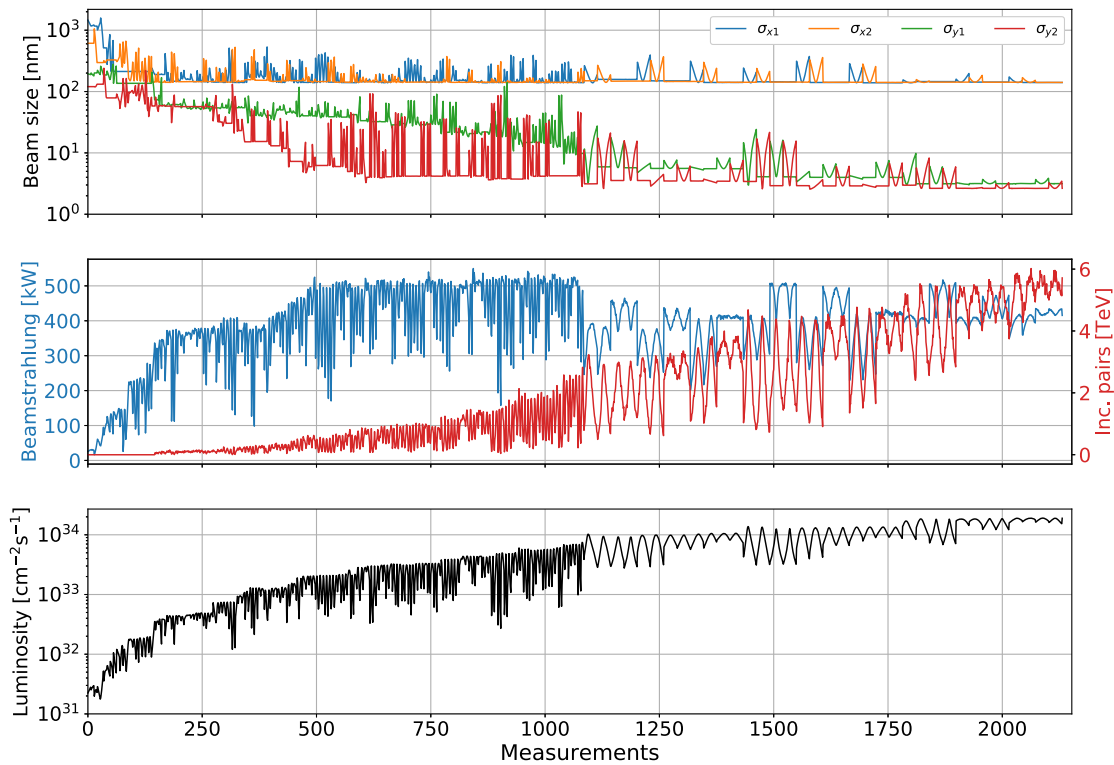 Beam size [nm]
10³
10²
10¹
10⁰
σx1 σx2 σy1 σy2
Beamstrahlung [kW]
500
400
300
200
100
0
6
4
2
0
Inc. pairs [TeV]
Luminosity [cm⁻²s⁻¹]
10³⁴
10³³
10³²
10³¹
0 250 500 750 1000 1250 1500 1750 2000
Measurements